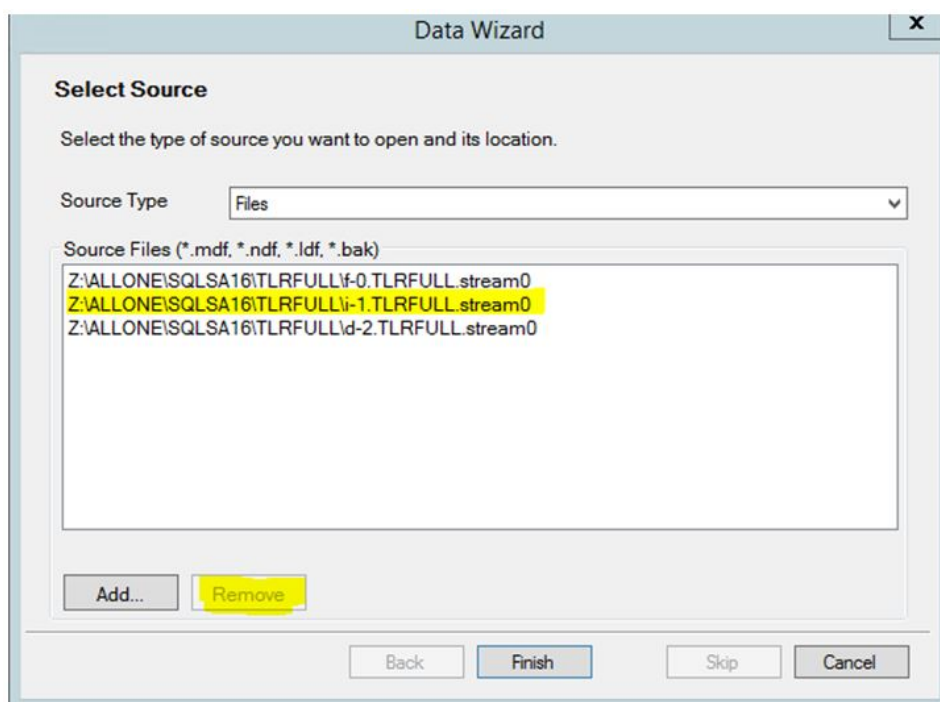 Data Wizard
x
Select Source
Select the type of source you want to open and its location.
Source Type Files
Source Files (*.mdf, *.ndf, *.ldf, *.bak)
Z:\ALLONE\SQLSA16\TLRFULL\f-0.TLRFULL.stream0
Z:\ALLONE\SQLSA16\TLRFULL\i-1.TLRFULL.stream0
Z:\ALLONE\SQLSA16\TLRFULL\d-2.TLRFULL.stream0
Add... Remove
Back Finish Skip Cancel